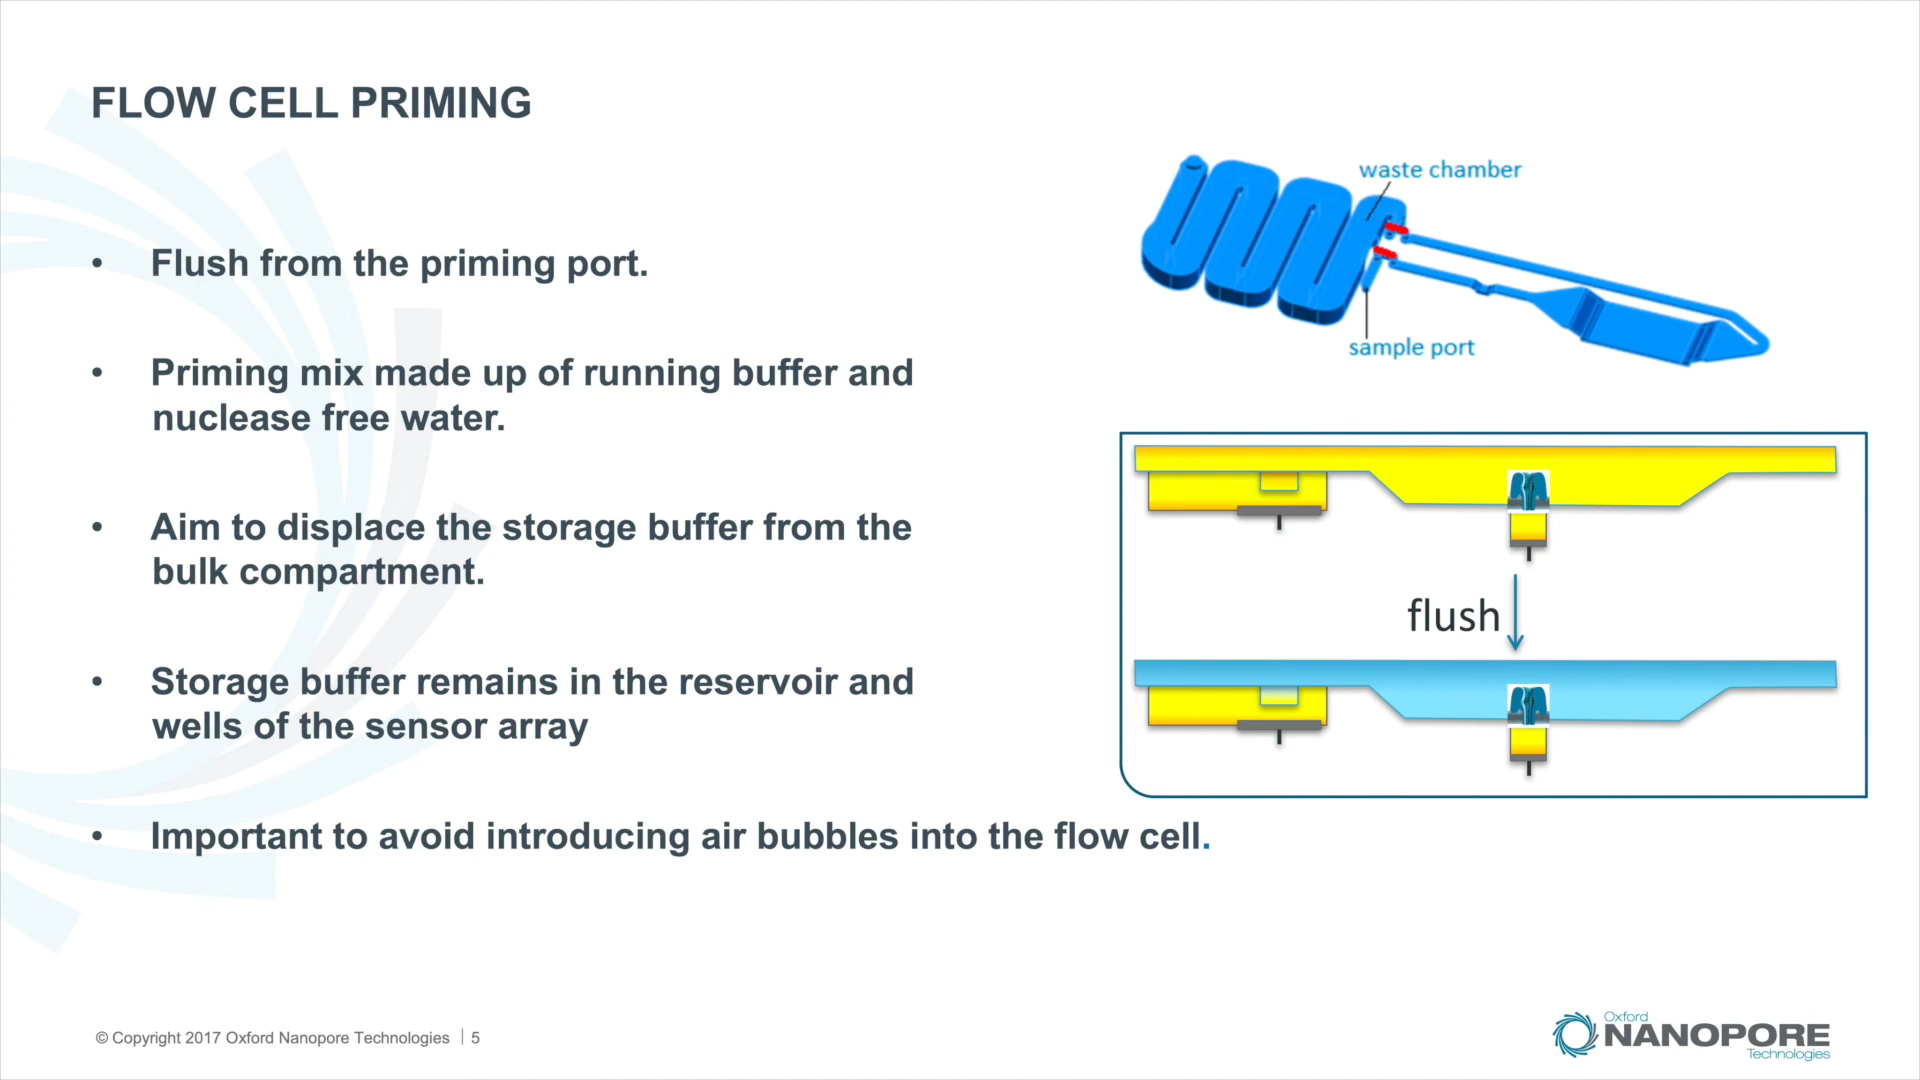 FLOW CELL PRIMING
• Flush from the priming port.
• Priming mix made up of running buffer and
nuclease free water.
• Aim to displace the storage buffer from the
bulk compartment.
• Storage buffer remains in the reservoir and
wells of the sensor array
• Important to avoid introducing air bubbles into the flow cell.
waste chamber
sample port
flush
© Copyright 2017 Oxford Nanopore Technologies | 5
Oxford
NANOPORE
Technologies